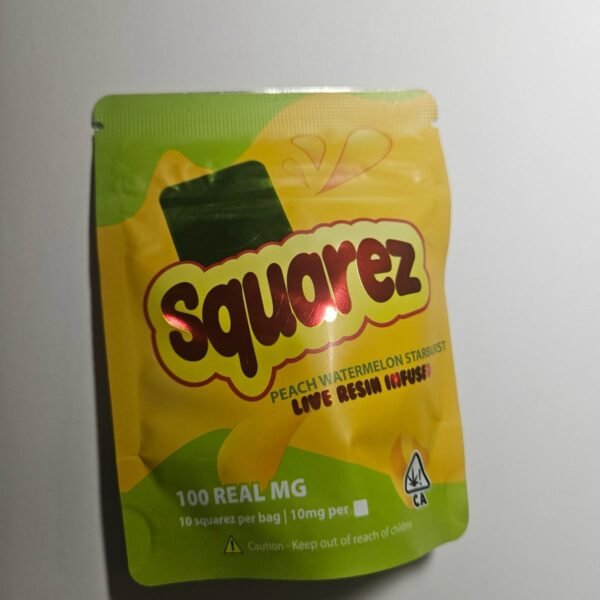 Squarez
PEACH WATERMELON STARBURST
LIVE RESIN INFUSED
100 REAL MG
10 squarez per bag | 10mg per
CA
Caution - Keep out of reach of children